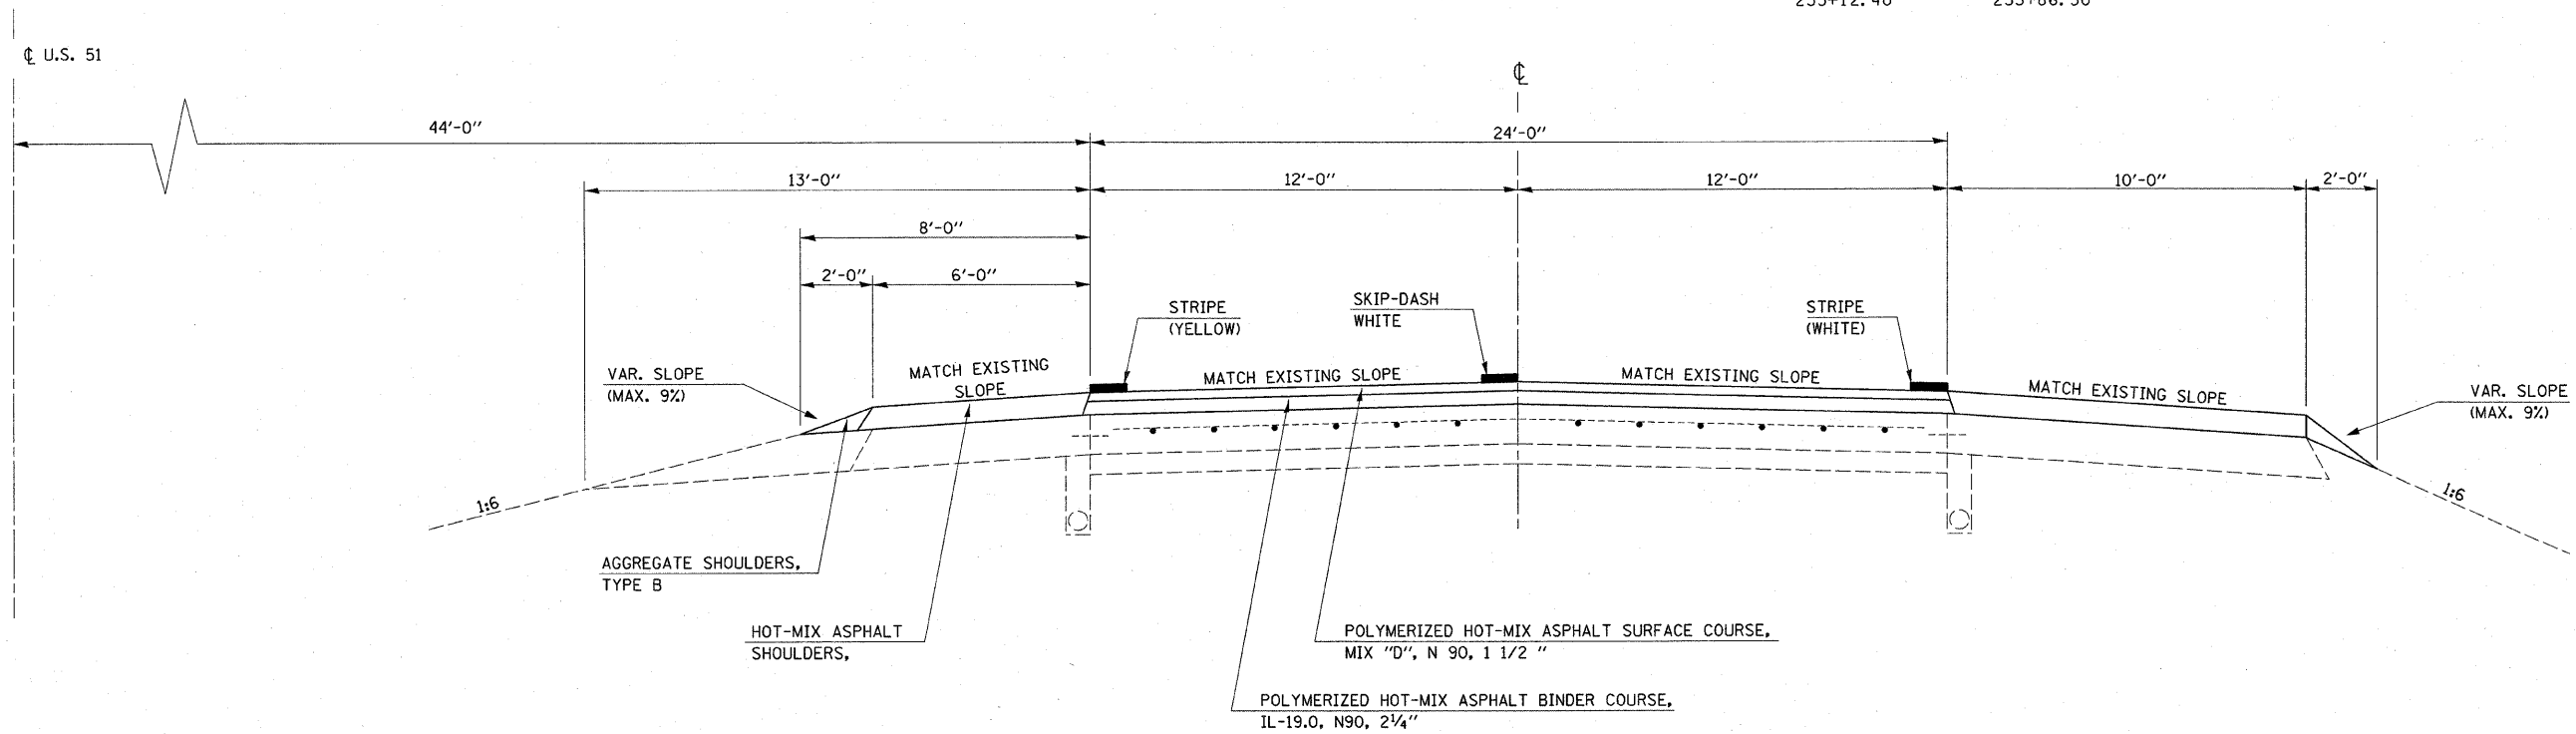 ℄ U.S. 51
℄
44'-0"
24'-0"
13'-0"
12'-0"
12'-0"
10'-0"
2'-0"
8'-0"
2'-0"
6'-0"
STRIPE
(YELLOW)
SKIP-DASH
WHITE
STRIPE
(WHITE)
VAR. SLOPE
(MAX. 9%)
MATCH EXISTING
SLOPE
MATCH EXISTING SLOPE
MATCH EXISTING SLOPE
MATCH EXISTING SLOPE
VAR. SLOPE
(MAX. 9%)
1:6
1:6
AGGREGATE SHOULDERS,
TYPE B
HOT-MIX ASPHALT
SHOULDERS,
POLYMERIZED HOT-MIX ASPHALT SURFACE COURSE,
MIX "D", N 90, 1 1/2 "
POLYMERIZED HOT-MIX ASPHALT BINDER COURSE,
IL-19.0, N90, 2¼"